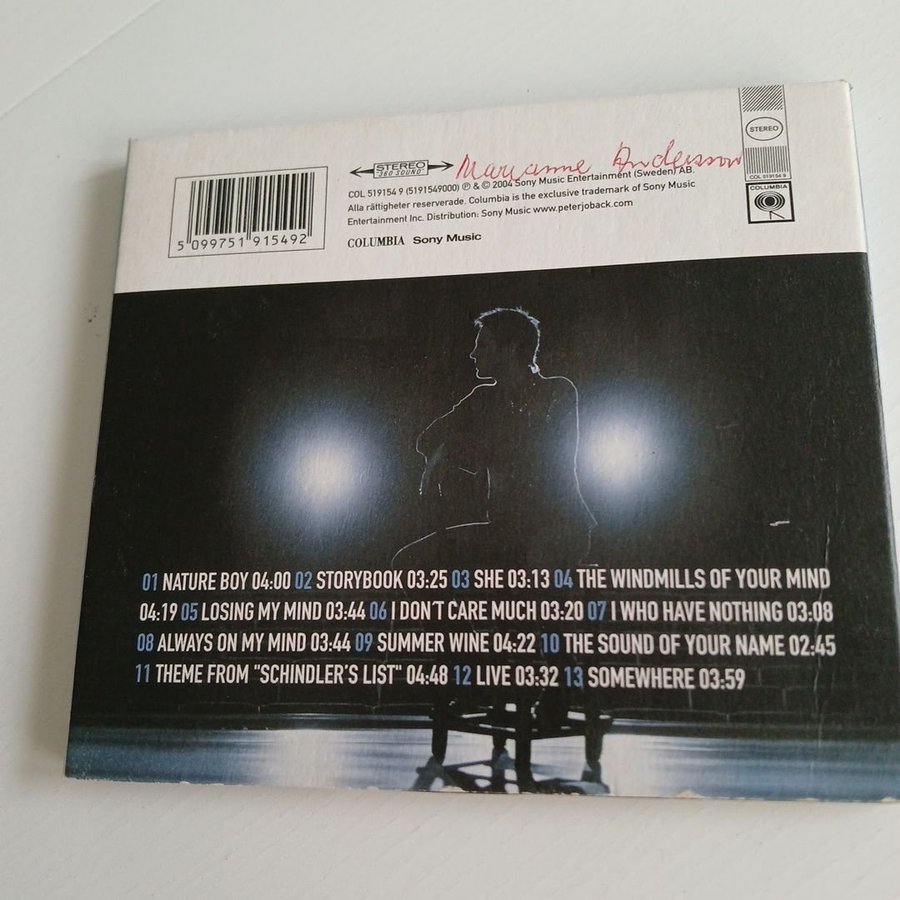 STEREO
"360 SOUND"
Marianne Andersson
COL 519154 9 (5191549000) ℗ & © 2004 Sony Music Entertainment (Sweden) AB.
Alla rättigheter reserverade. Columbia is the exclusive trademark of Sony Music
Entertainment Inc. Distribution: Sony Music www.peterjoback.com
COLUMBIA Sony Music
5 099751 915492
STEREO
COL 519154 9
COLUMBIA
01 NATURE BOY 04:00 02 STORYBOOK 03:25 03 SHE 03:13 04 THE WINDMILLS OF YOUR MIND
04:19 05 LOSING MY MIND 03:44 06 I DON'T CARE MUCH 03:20 07 I WHO HAVE NOTHING 03:08
08 ALWAYS ON MY MIND 03:44 09 SUMMER WINE 04:22 10 THE SOUND OF YOUR NAME 02:45
11 THEME FROM "SCHINDLER'S LIST" 04:48 12 LIVE 03:32 13 SOMEWHERE 03:59